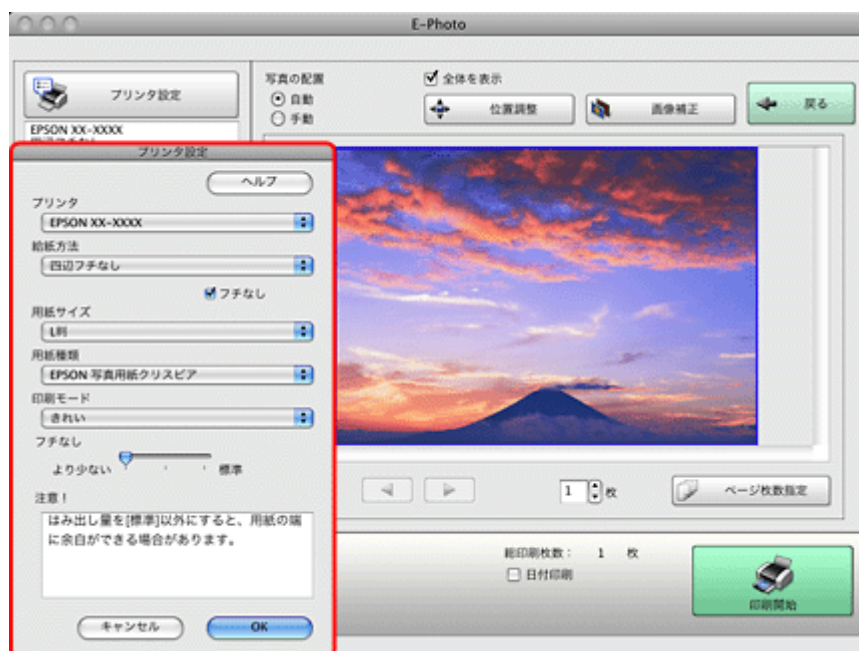 E-Photo
プリンタ設定
EPSON XX-XXXX
写真の配置
自動
手動
全体を表示
位置調整
画像補正
戻る
プリンタ設定
ヘルプ
プリンタ
EPSON XX-XXXX
給紙方法
四辺フチなし
フチなし
用紙サイズ
L判
用紙種類
EPSON 写真用紙クリスピア
印刷モード
きれい
フチなし
より少ない
標準
注意!
はみ出し量を[標準]以外にすると、用紙の端
に余白ができる場合があります。
キャンセル
OK
1 枚
ページ枚数指定
総印刷枚数: 1 枚
日付印刷
印刷開始